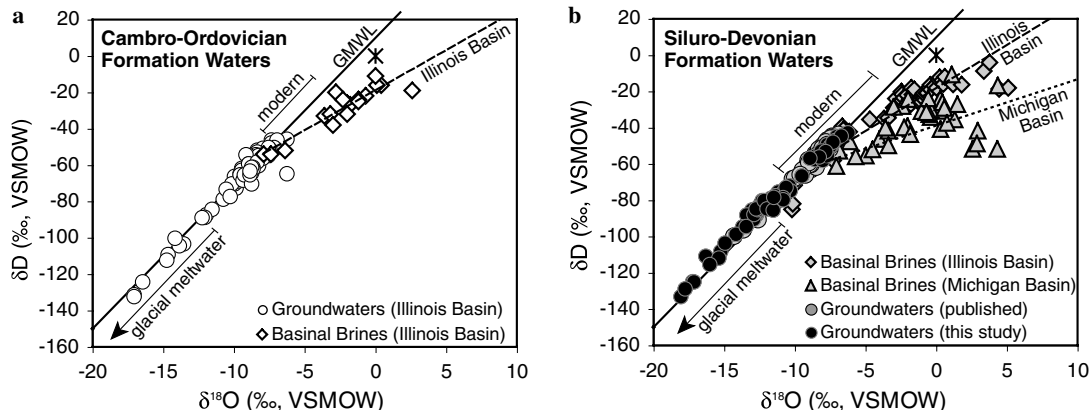 a
Cambro-Ordovician
Formation Waters
GMWL
modern
Illinois Basin
glacial meltwater
Groundwaters (Illinois Basin)
Basinal Brines (Illinois Basin)
δD (‰, VSMOW)
20
0
-20
-40
-60
-80
-100
-120
-140
-160
-20
-15
-10
-5
0
5
10
δ¹⁸O (‰, VSMOW)
b
Siluro-Devonian
Formation Waters
GMWL
modern
Illinois
Basin
Michigan
Basin
glacial meltwater
Basinal Brines (Illinois Basin)
Basinal Brines (Michigan Basin)
Groundwaters (published)
Groundwaters (this study)
δD (‰, VSMOW)
20
0
-20
-40
-60
-80
-100
-120
-140
-160
-20
-15
-10
-5
0
5
10
δ¹⁸O (‰, VSMOW)